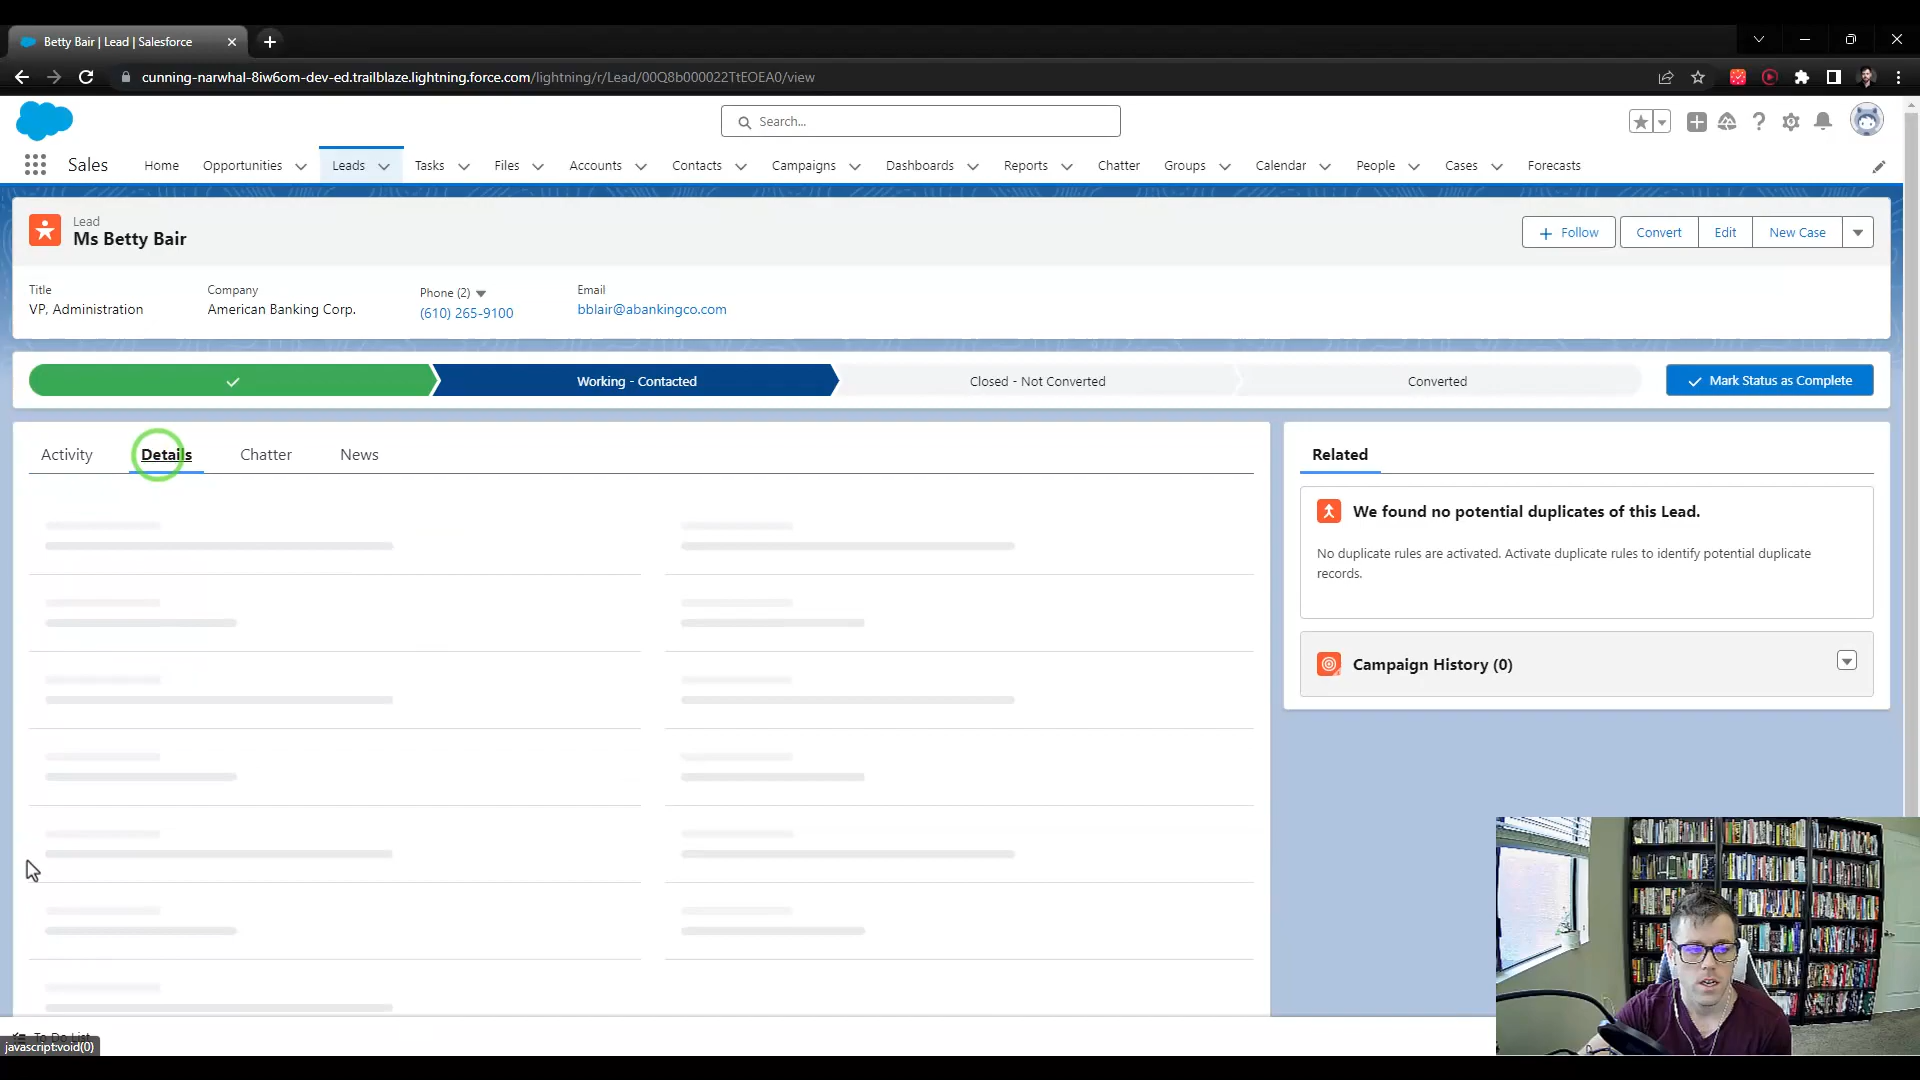 Betty Bair | Lead | Salesforce
cunning-narwhal-8iw6om-dev-ed.trailblaze.lightning.force.com/lightning/r/Lead/00Q8b000022TtEOEA0/view
Search...
Sales Home Opportunities Leads Tasks Files Accounts Contacts Campaigns Dashboards Reports Chatter Groups Calendar People Cases Forecasts
Lead
Ms Betty Bair
+ Follow Convert Edit New Case
Title Company Phone (2) Email
VP, Administration American Banking Corp. (610) 265-9100 bblair@abankingco.com
Working - Contacted Closed - Not Converted Converted Mark Status as Complete
Activity Details Chatter News
Related
We found no potential duplicates of this Lead.
No duplicate rules are activated. Activate duplicate rules to identify potential duplicate
records.
Campaign History (0)
To Do List
javascript:void(0)